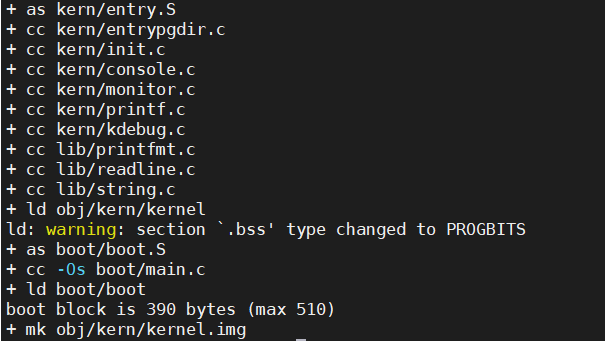 + as kern/entry.S
+ cc kern/entrypgdir.c
+ cc kern/init.c
+ cc kern/console.c
+ cc kern/monitor.c
+ cc kern/printf.c
+ cc kern/kdebug.c
+ cc lib/printfmt.c
+ cc lib/readline.c
+ cc lib/string.c
+ ld obj/kern/kernel
ld: warning: section `.bss' type changed to PROGBITS
+ as boot/boot.S
+ cc -Os boot/main.c
+ ld boot/boot
boot block is 390 bytes (max 510)
+ mk obj/kern/kernel.img